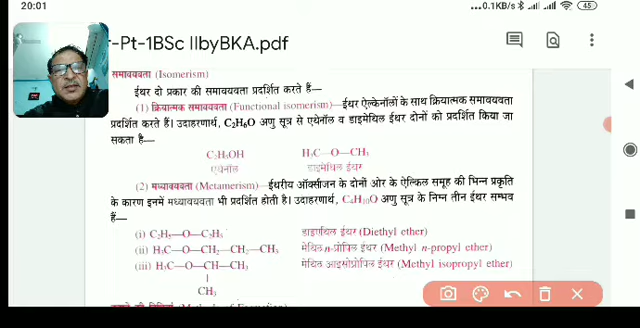 20:01
...0.1KB/s
45
r-Pt-1BSc IIbyBKA.pdf
समावयवता (Isomerism)
ईथर दो प्रकार की समावयवता प्रदर्शित करते हैं—
(1) क्रियात्मक समावयवता (Functional isomerism)—ईथर ऐल्केनॉलों के साथ क्रियात्मक समावयवता
प्रदर्शित करते हैं। उदाहरणार्थ, C₂H₆O अणु सूत्र से एथेनॉल व डाइमेथिल ईथर दोनों को प्रदर्शित किया जा
सकता है—
C₂H₅OH H₃C—O—CH₃
एथेनॉल डाइमेथिल ईथर
(2) मध्यावयवता (Metamerism)—ईथरीय ऑक्सीजन के दोनों ओर के ऐल्किल समूह की भिन्न प्रकृति
के कारण इनमें मध्यावयवता भी प्रदर्शित होती है। उदाहरणार्थ, C₄H₁₀O अणु सूत्र के निम्न तीन ईथर सम्भव
हैं—
(i) C₂H₅—O—C₂H₅ डाइएथिल ईथर (Diethyl ether)
(ii) H₃C—O—CH₂—CH₂—CH₃ मेथिल n-प्रोपिल ईथर (Methyl n-propyl ether)
(iii) H₃C—O—CH—CH₃ मेथिल आइसोप्रोपिल ईथर (Methyl isopropyl ether)
CH₃